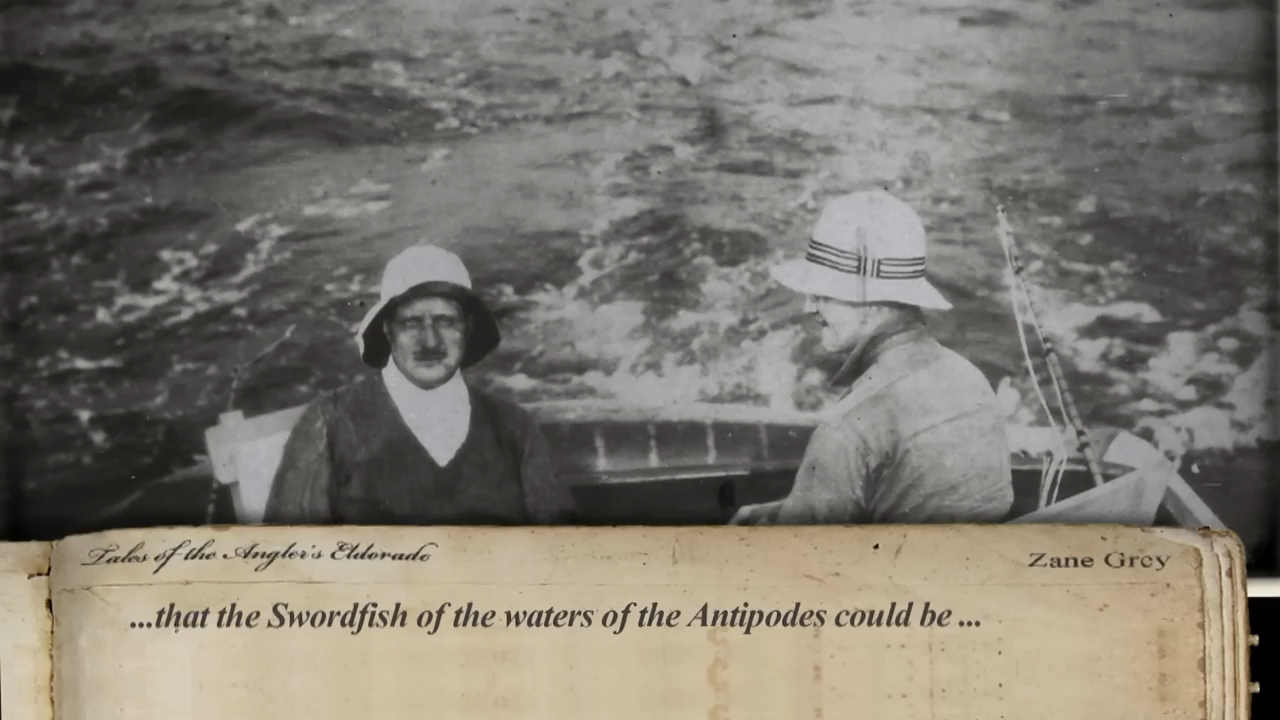 Tales of the Angler's Eldorado
Zane Grey
...that the Swordfish of the waters of the Antipodes could be ...